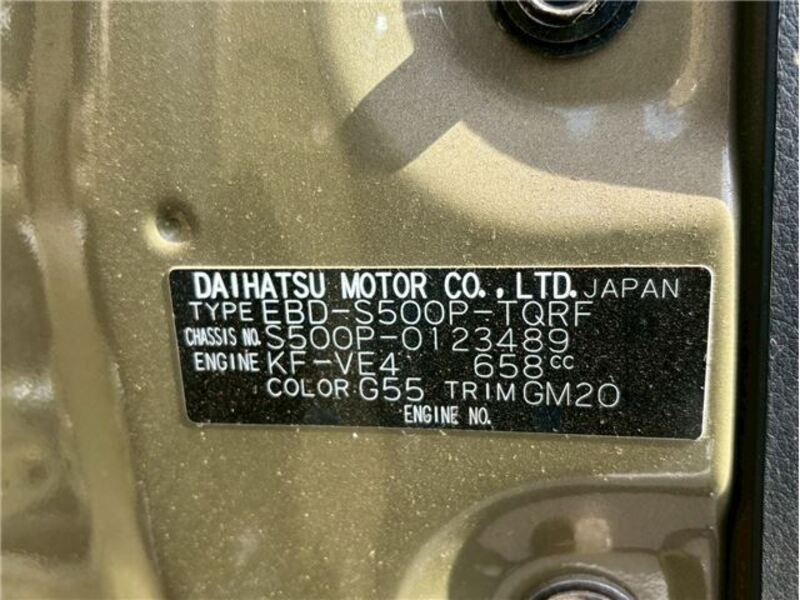 DAIHATSU MOTOR CO.,LTD. JAPAN
TYPE EBD-S500P-TQRF
CHASSIS NO. S500P-0123489
ENGINE KF-VE4 658cc
COLOR G55 TRIM GM20
ENGINE NO.